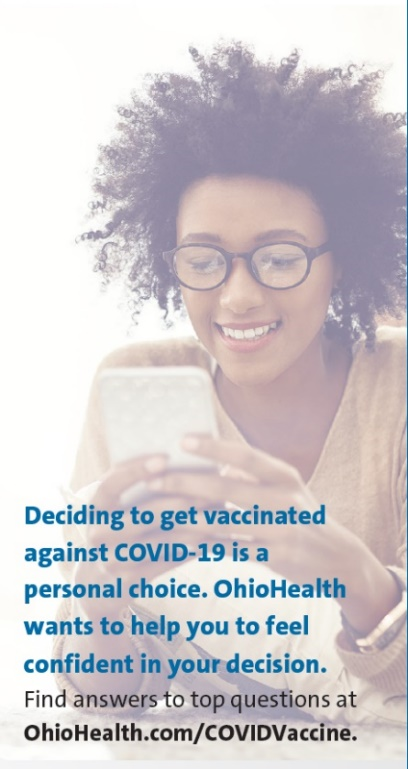 Deciding to get vaccinated
against COVID-19 is a
personal choice. OhioHealth
wants to help you to feel
confident in your decision.
Find answers to top questions at
OhioHealth.com/COVIDVaccine.